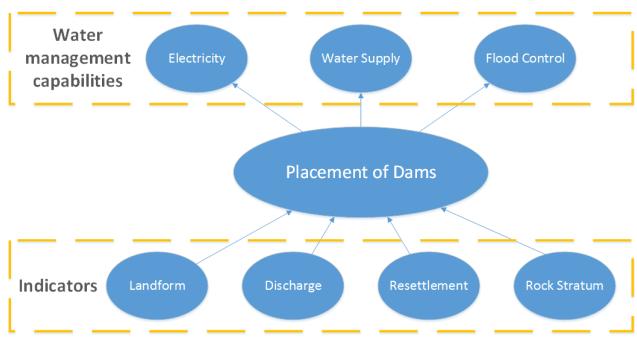 Water
management
capabilities
Electricity
Water Supply
Flood Control
Placement of Dams
Indicators
Landform
Discharge
Resettlement
Rock Stratum